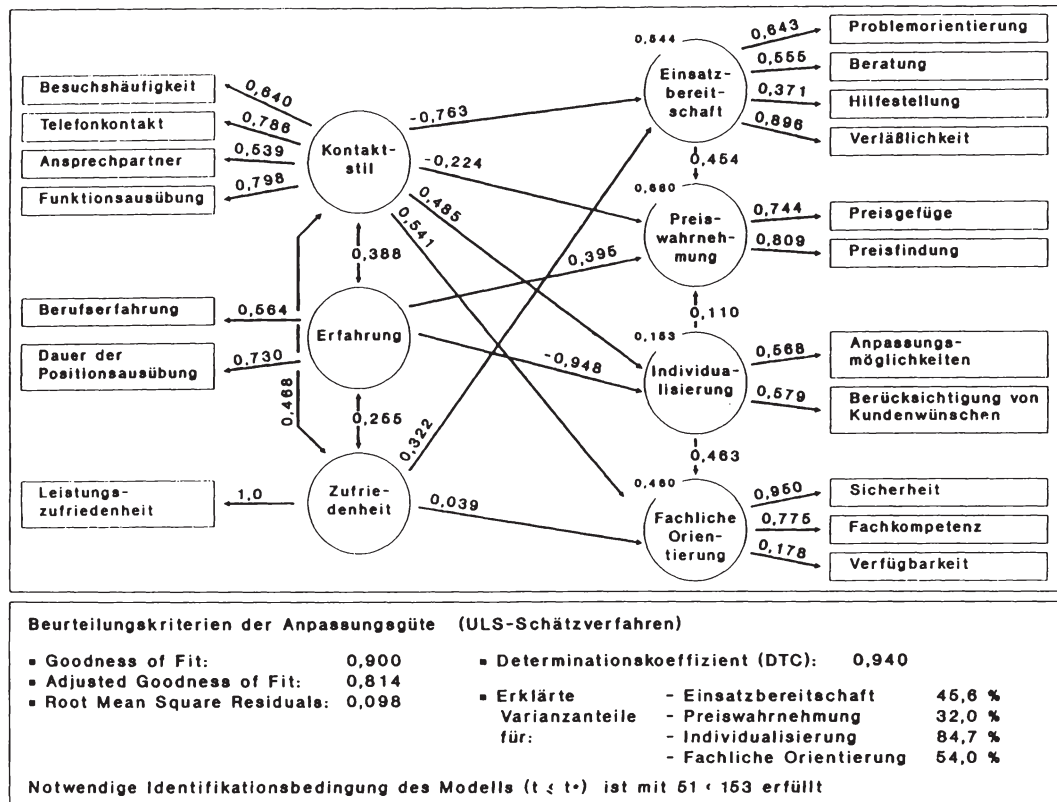 Besuchshäufigkeit
Telefonkontakt
Ansprechpartner
Funktionsausübung
Berufserfahrung
Dauer der
Positionsausübung
Leistungs-
zufriedenheit
0,640
0,786
0,539
0,798
0,564
0,730
0,468
1,0
Kontakt-
stil
0,388
Erfahrung
0,255
Zufrie-
denheit
-0,763
-0,224
0,485
0,541
0,395
-0,948
0,322
0,039
0,544
Einsatz-
bereit-
schaft
0,454
0,680
Preis-
wahrneh-
mung
0,110
0,153
Individua-
lisierung
0,463
0,460
Fachliche
Orien-
tierung
0,643
0,555
0,371
0,896
0,744
0,809
0,568
0,579
0,950
0,775
0,178
Problemorientierung
Beratung
Hilfestellung
Verläßlichkeit
Preisgefüge
Preisfindung
Anpassungs-
möglichkeiten
Berücksichtigung von
Kundenwünschen
Sicherheit
Fachkompetenz
Verfügbarkeit
Beurteilungskriterien der Anpassungsgüte (ULS-Schätzverfahren)
▪ Goodness of Fit: 0,900
▪ Adjusted Goodness of Fit: 0,814
▪ Root Mean Square Residuals: 0,098
▪ Determinationskoeffizient (DTC): 0,940
▪ Erklärte - Einsatzbereitschaft 45,6 %
Varianzanteile - Preiswahrnehmung 32,0 %
für: - Individualisierung 84,7 %
- Fachliche Orientierung 54,0 %
Notwendige Identifikationsbedingung des Modells (t ≤ t*) ist mit 51 < 153 erfüllt